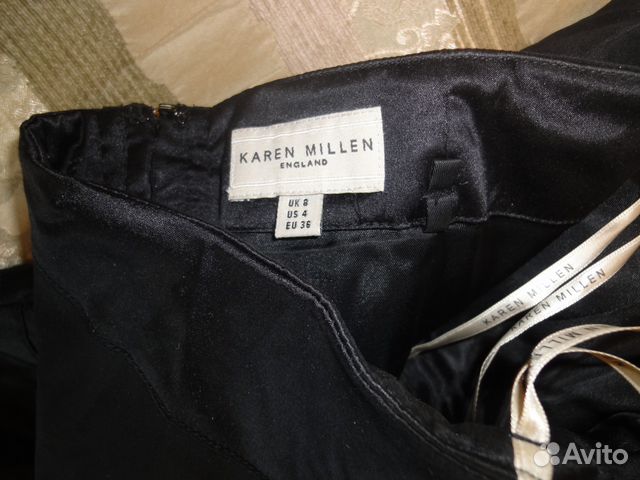 KAREN MILLEN
ENGLAND
UK 8
US 4
EU 36
KAREN MILLEN
KAREN MILLEN
Avito